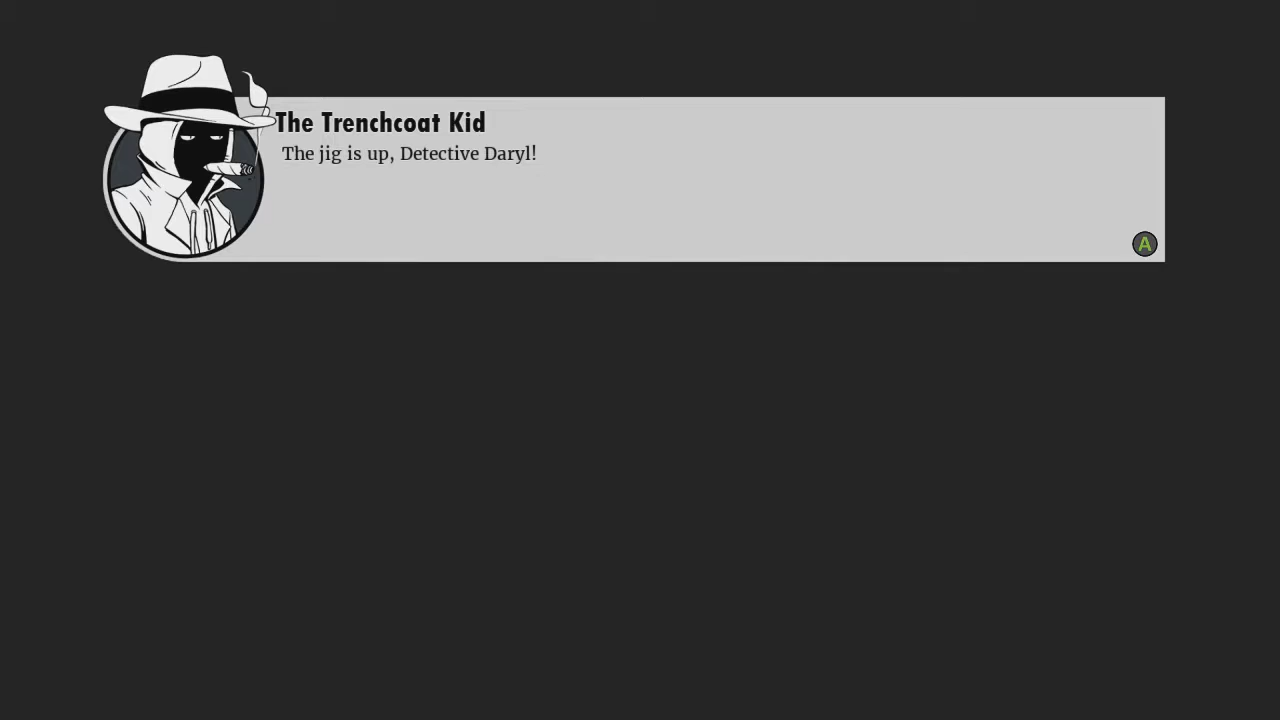 The Trenchcoat Kid
The jig is up, Detective Daryl!
A